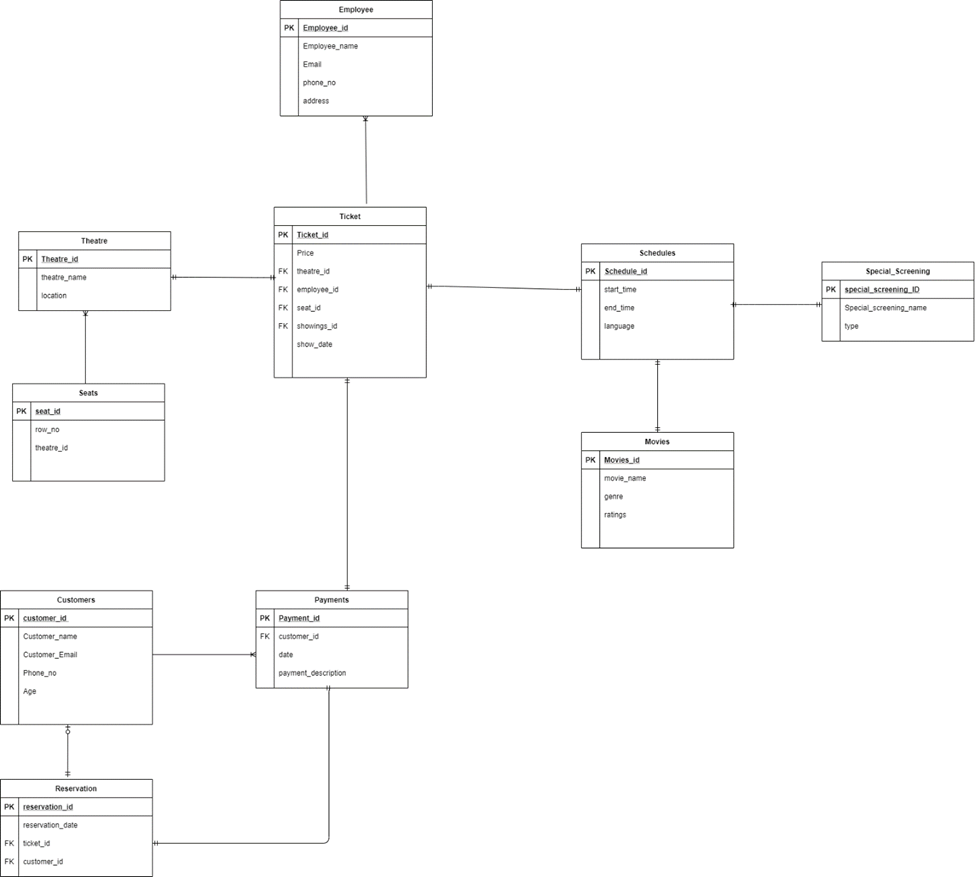 Employee
PK Employee_id
Employee_name
Email
phone_no
address
Ticket
PK Ticket_id
Price
FK theatre_id
FK employee_id
FK seat_id
FK showings_id
show_date
Theatre
PK Theatre_id
theatre_name
location
Schedules
PK Schedule_id
start_time
end_time
language
Special_Screening
PK special_screening_ID
Special_screening_name
type
Seats
PK seat_id
row_no
theatre_id
Movies
PK Movies_id
movie_name
genre
ratings
Customers
PK customer_id
Customer_name
Customer_Email
Phone_no
Age
Payments
PK Payment_id
FK customer_id
date
payment_description
Reservation
PK reservation_id
reservation_date
FK ticket_id
FK customer_id